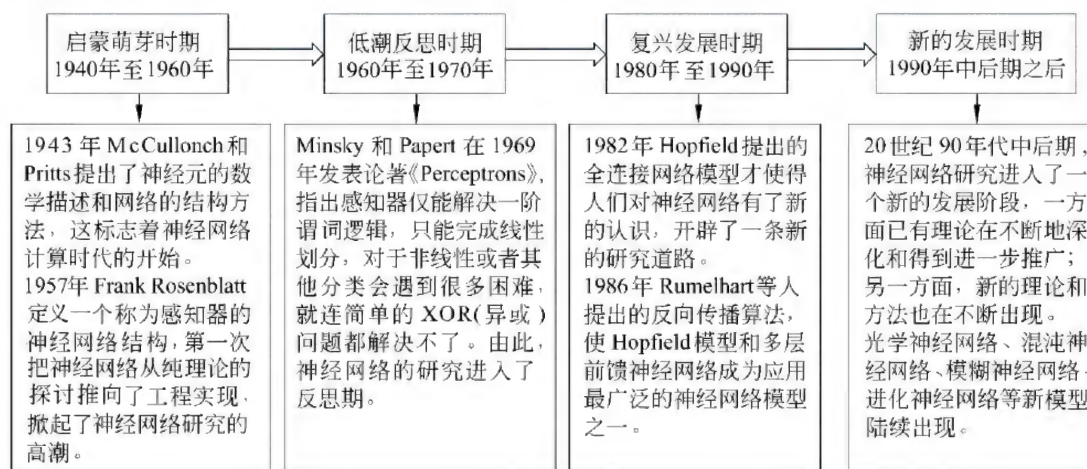 启蒙萌芽时期
1940年至1960年
低潮反思时期
1960年至1970年
复兴发展时期
1980年至1990年
新的发展时期
1990年中后期之后
1943 年 McCullonch和
Pritts提出了神经元的数
学描述和网络的结构方
法，这标志着神经网络
计算时代的开始。
1957年 Frank Rosenblatt
定义一个称为感知器的
神经网络结构，第一次
把神经网络从纯理论的
探讨推向了工程实现，
掀起了神经网络研究的
高潮。
Minsky 和 Papert 在 1969
年发表论著《Perceptrons》，
指出感知器仅能解决一阶
谓词逻辑，只能完成线性
划分，对于非线性或者其
他分类会遇到很多困难，
就连简单的 XOR(异或)
问题都解决不了。由此，
神经网络的研究进入了
反思期。
1982年 Hopfield提出的
全连接网络模型才使得
人们对神经网络有了新
的认识，开辟了一条新
的研究道路。
1986年 Rumelhart等人
提出的反向传播算法，
使 Hopfield模型和多层
前馈神经网络成为应用
最广泛的神经网络模型
之一。
20世纪 90年代中后期，
神经网络研究进入了一
个新的发展阶段，一方
面已有理论在不断地深
化和得到进一步推广；
另一方面，新的理论和
方法也在不断出现。
光学神经网络、混沌神
经网络、模糊神经网络、
进化神经网络等新模型
陆续出现。